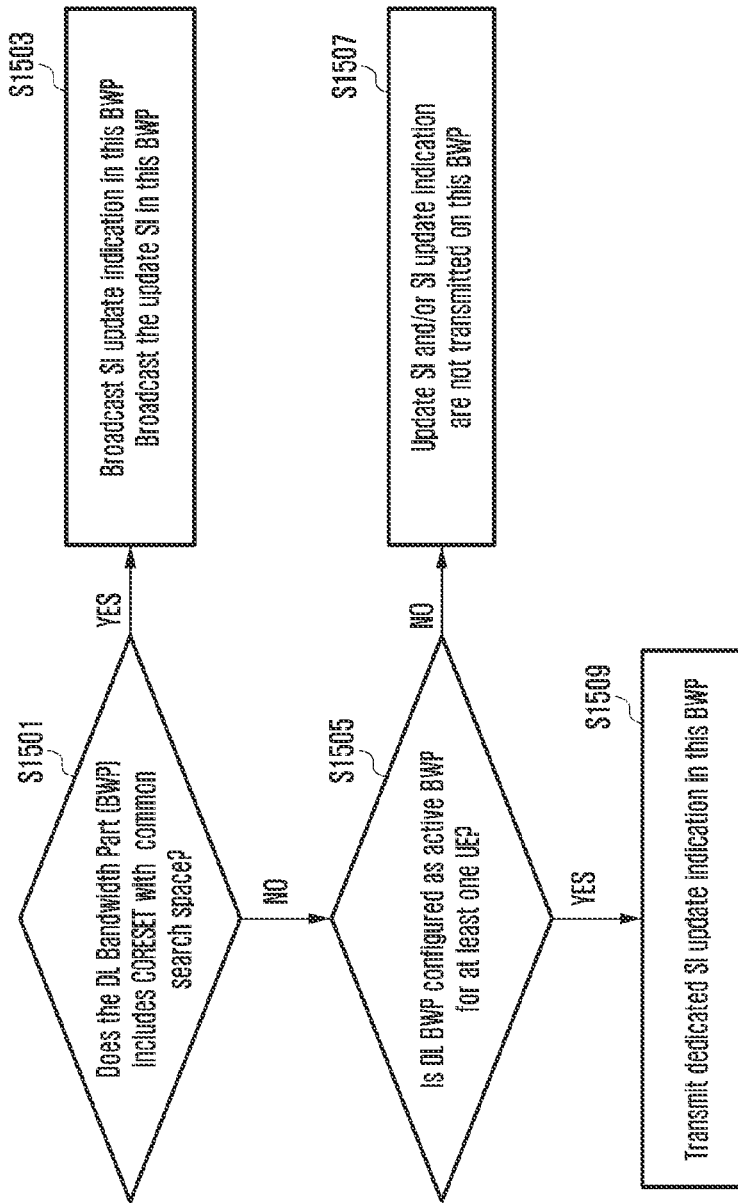 S1501
Does the DL Bandwidth Part (BWP)
includes CORESET with common
search space?
YES
S1503
Broadcast SI update indication in this BWP
Broadcast the update SI in this BWP
NO
S1505
Is DL BWP configured as active BWP
for at least one UE?
NO
S1507
Update SI and/or SI update indication
are not transmitted on this BWP
YES
S1509
Transmit dedicated SI update indication in this BWP